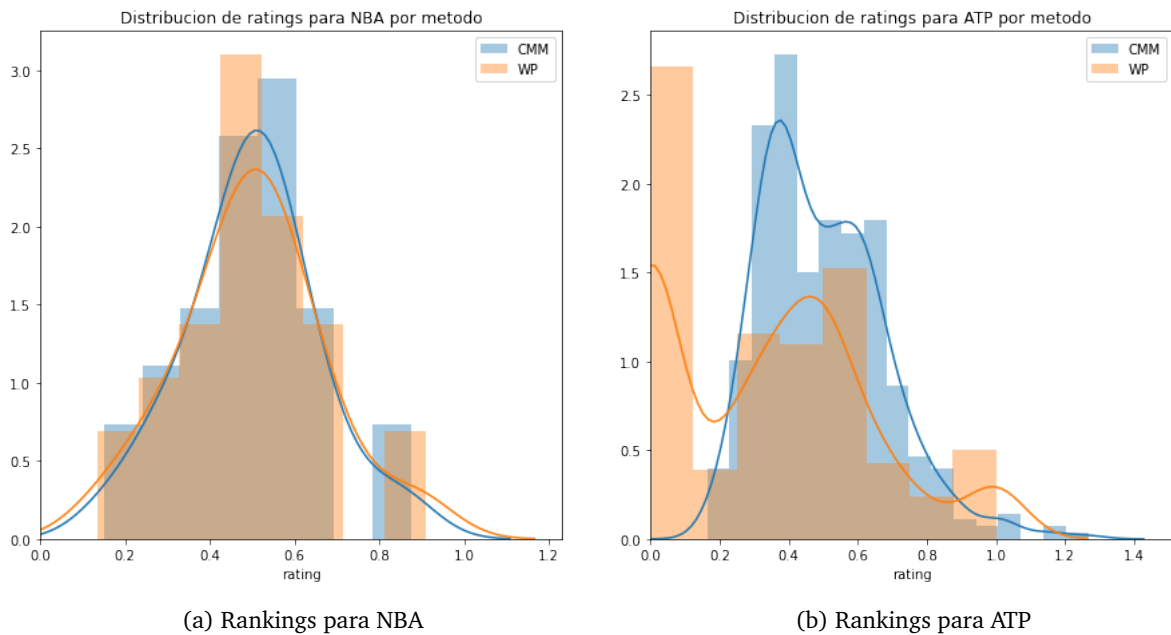 Distribucion de ratings para NBA por metodo
CMM
WP
3.0
2.5
2.0
1.5
1.0
0.5
0.0
0.0 0.2 0.4 0.6 0.8 1.0 1.2
rating
(a) Rankings para NBA
Distribucion de ratings para ATP por metodo
CMM
WP
2.5
2.0
1.5
1.0
0.5
0.0
0.0 0.2 0.4 0.6 0.8 1.0 1.2 1.4
rating
(b) Rankings para ATP